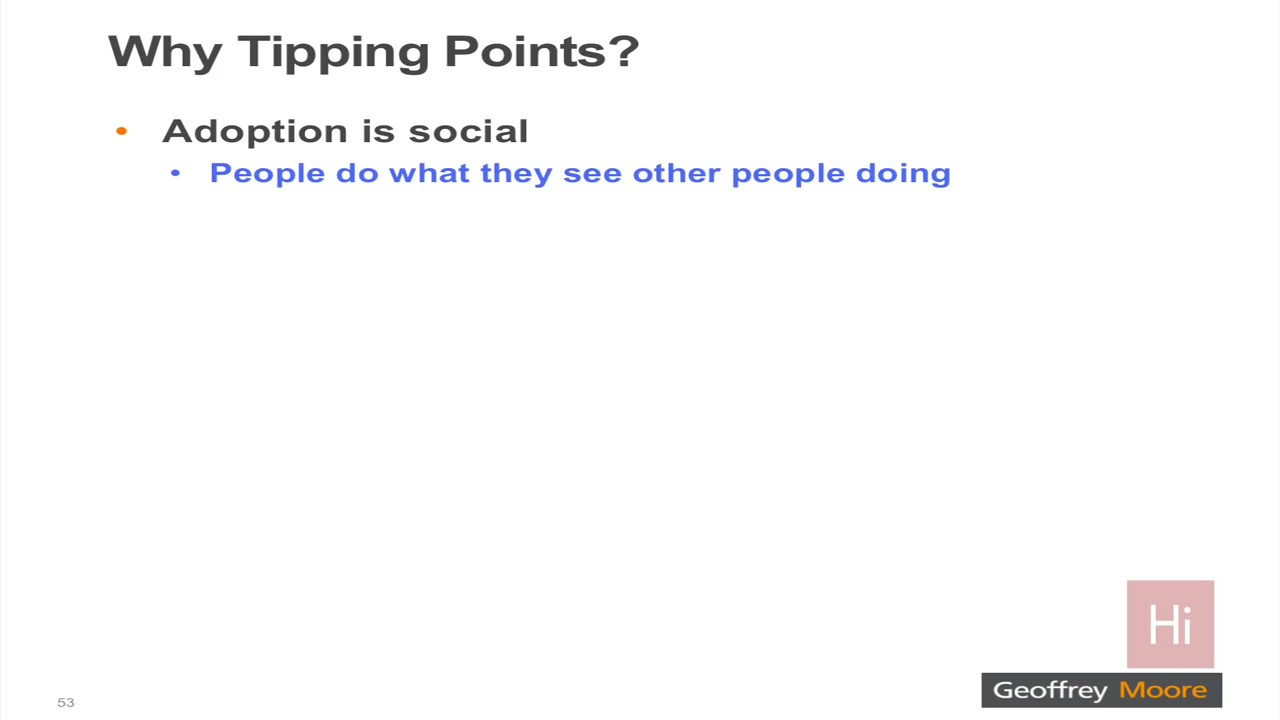 Why Tipping Points?
• Adoption is social
• People do what they see other people doing
Hi
Geoffrey Moore
53